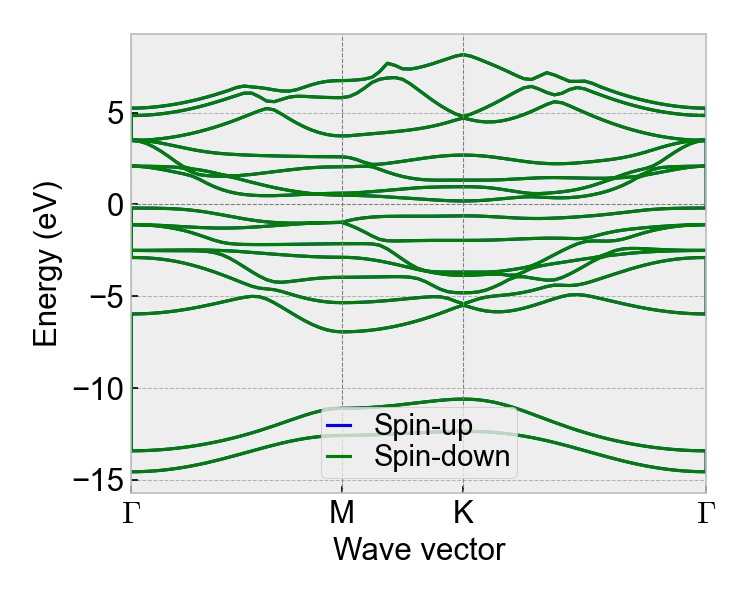 Energy (eV)
5
0
−5
−10
−15
Spin-up
Spin-down
Γ M K Γ
Wave vector